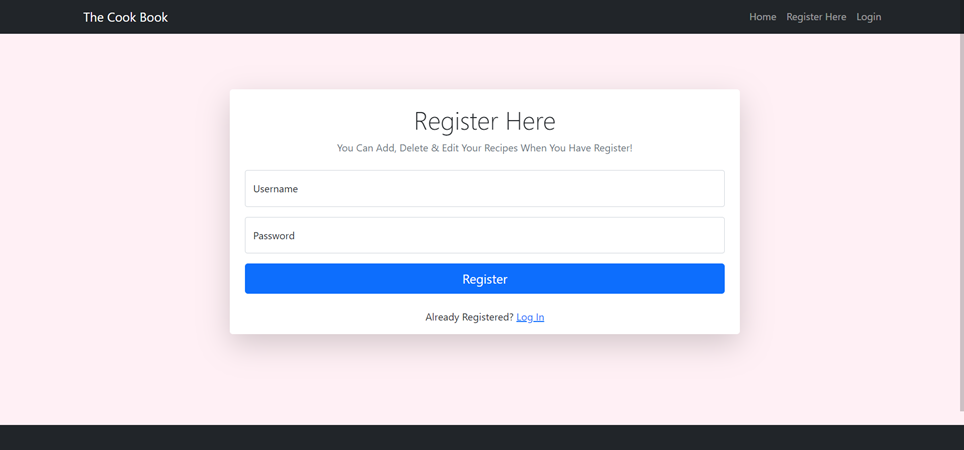 The Cook Book
Home Register Here Login
Register Here
You Can Add, Delete & Edit Your Recipes When You Have Register!
Username
Password
Register
Already Registered? Log In